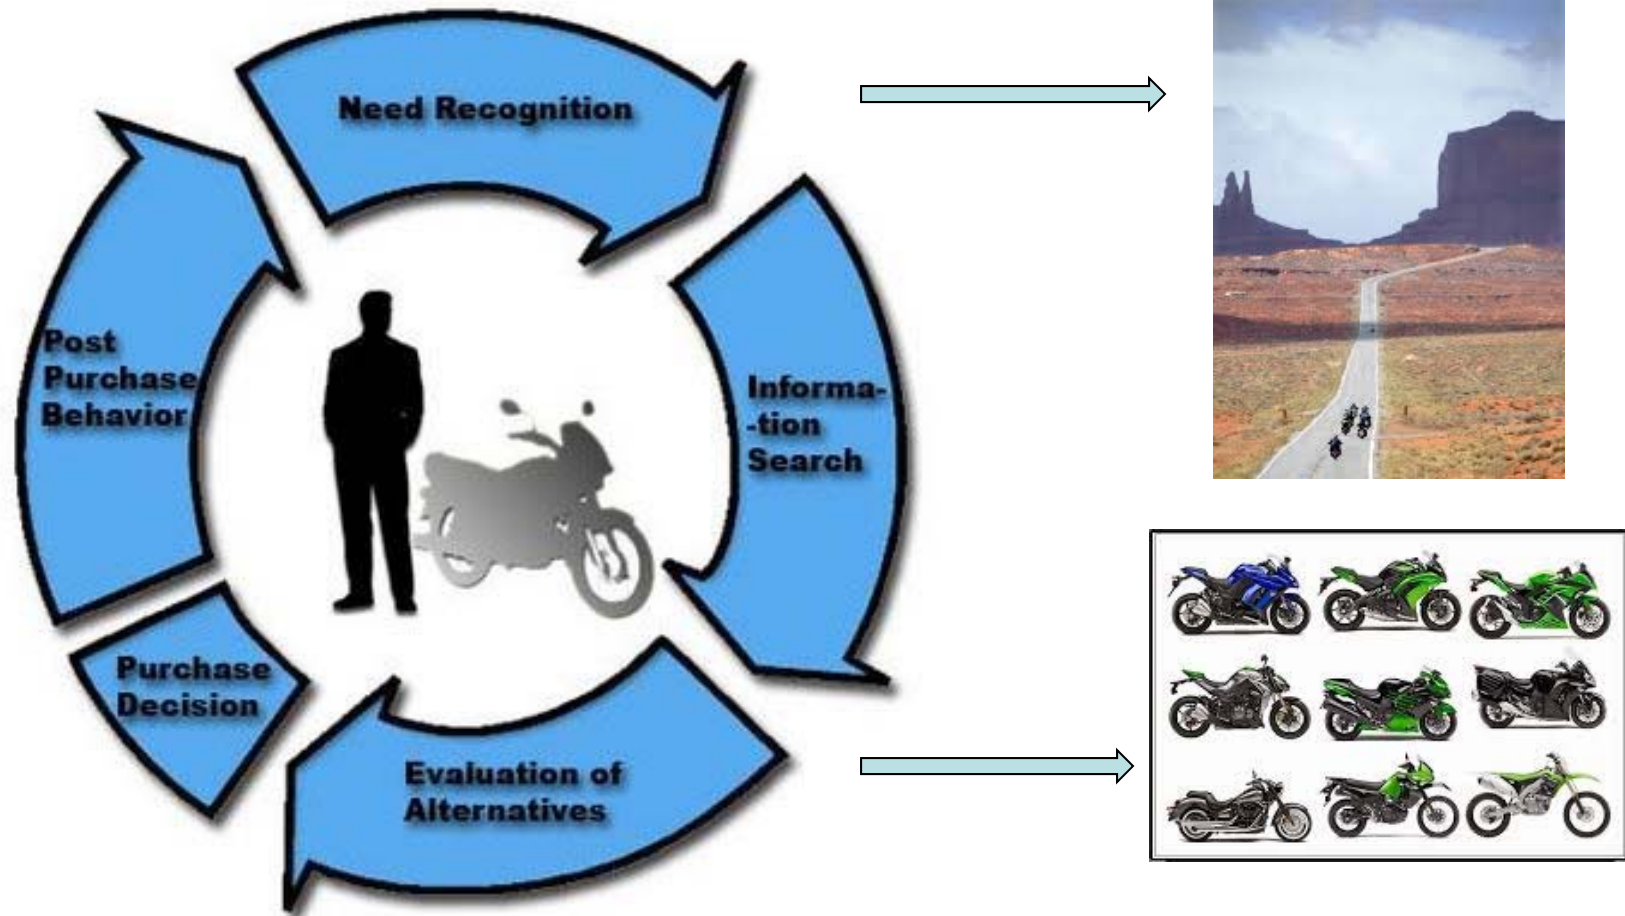 Need Recognition
Informa-
-tion
Search
Evaluation of
Alternatives
Purchase
Decision
Post
Purchase
Behavior